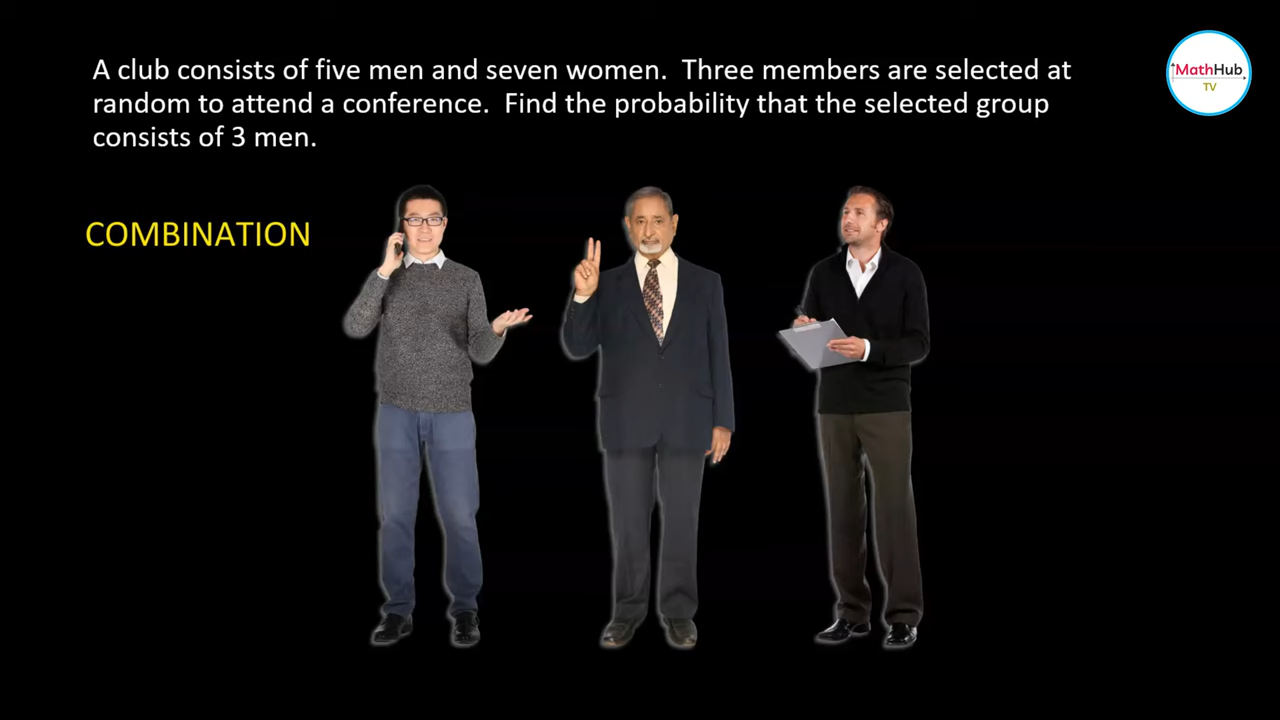 A club consists of five men and seven women.  Three members are selected at
random to attend a conference.  Find the probability that the selected group
consists of 3 men.
COMBINATION
MathHub
TV